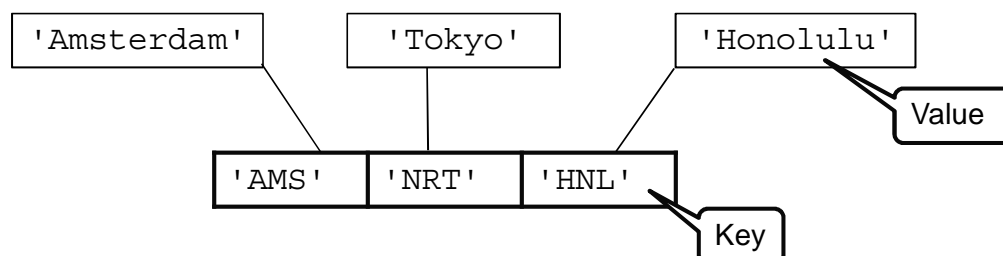 'Amsterdam' 'Tokyo' 'Honolulu'
Value
'AMS' 'NRT' 'HNL'
Key